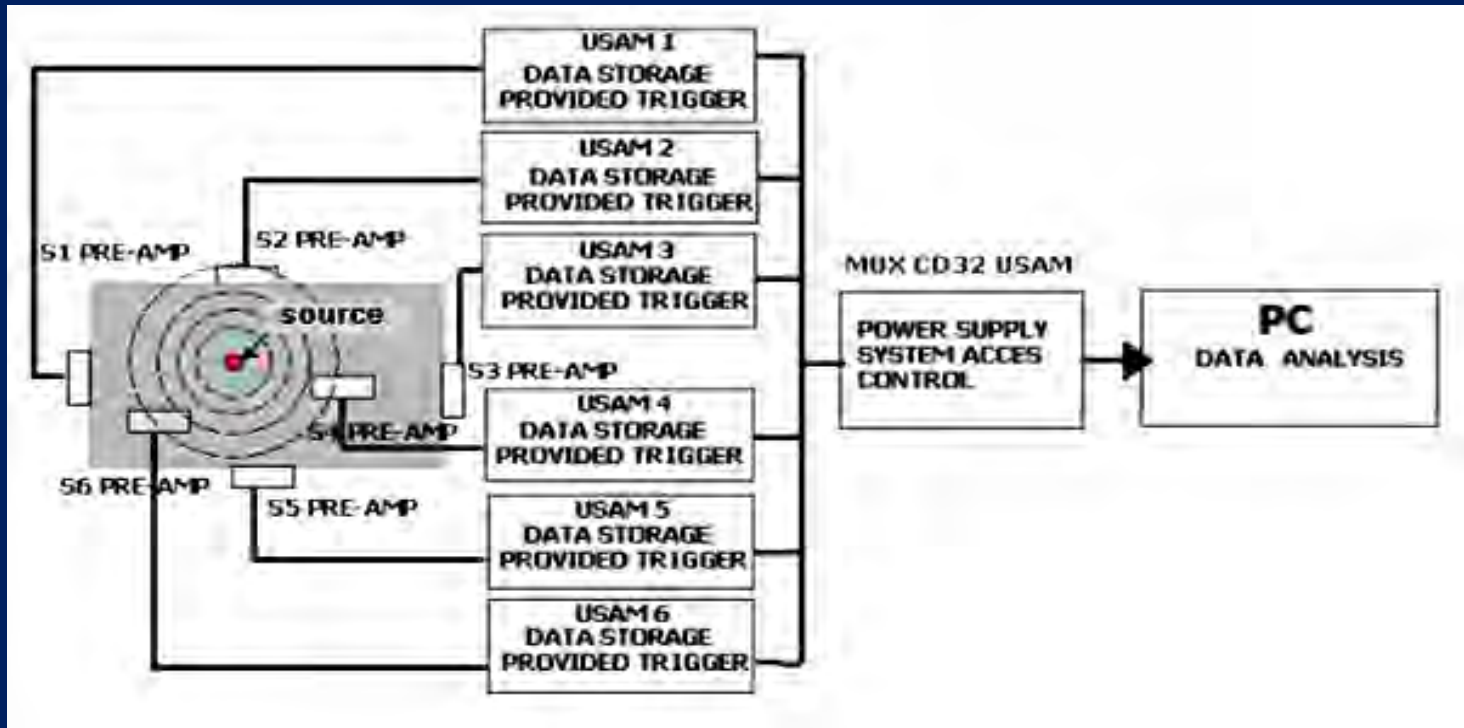 USAM 1
DATA STORAGE
PROVIDED TRIGGER
USAM 2
DATA STORAGE
PROVIDED TRIGGER
S1 PRE-AMP
S2 PRE-AMP
USAM 3
DATA STORAGE
PROVIDED TRIGGER
source
S3 PRE-AMP
USAM 4
DATA STORAGE
PROVIDED TRIGGER
S4 PRE-AMP
S6 PRE-AMP
S5 PRE-AMP
USAM 5
DATA STORAGE
PROVIDED TRIGGER
USAM 6
DATA STORAGE
PROVIDED TRIGGER
MUX CD32 USAM
POWER SUPPLY
SYSTEM ACCES
CONTROL
PC
DATA ANALYSIS